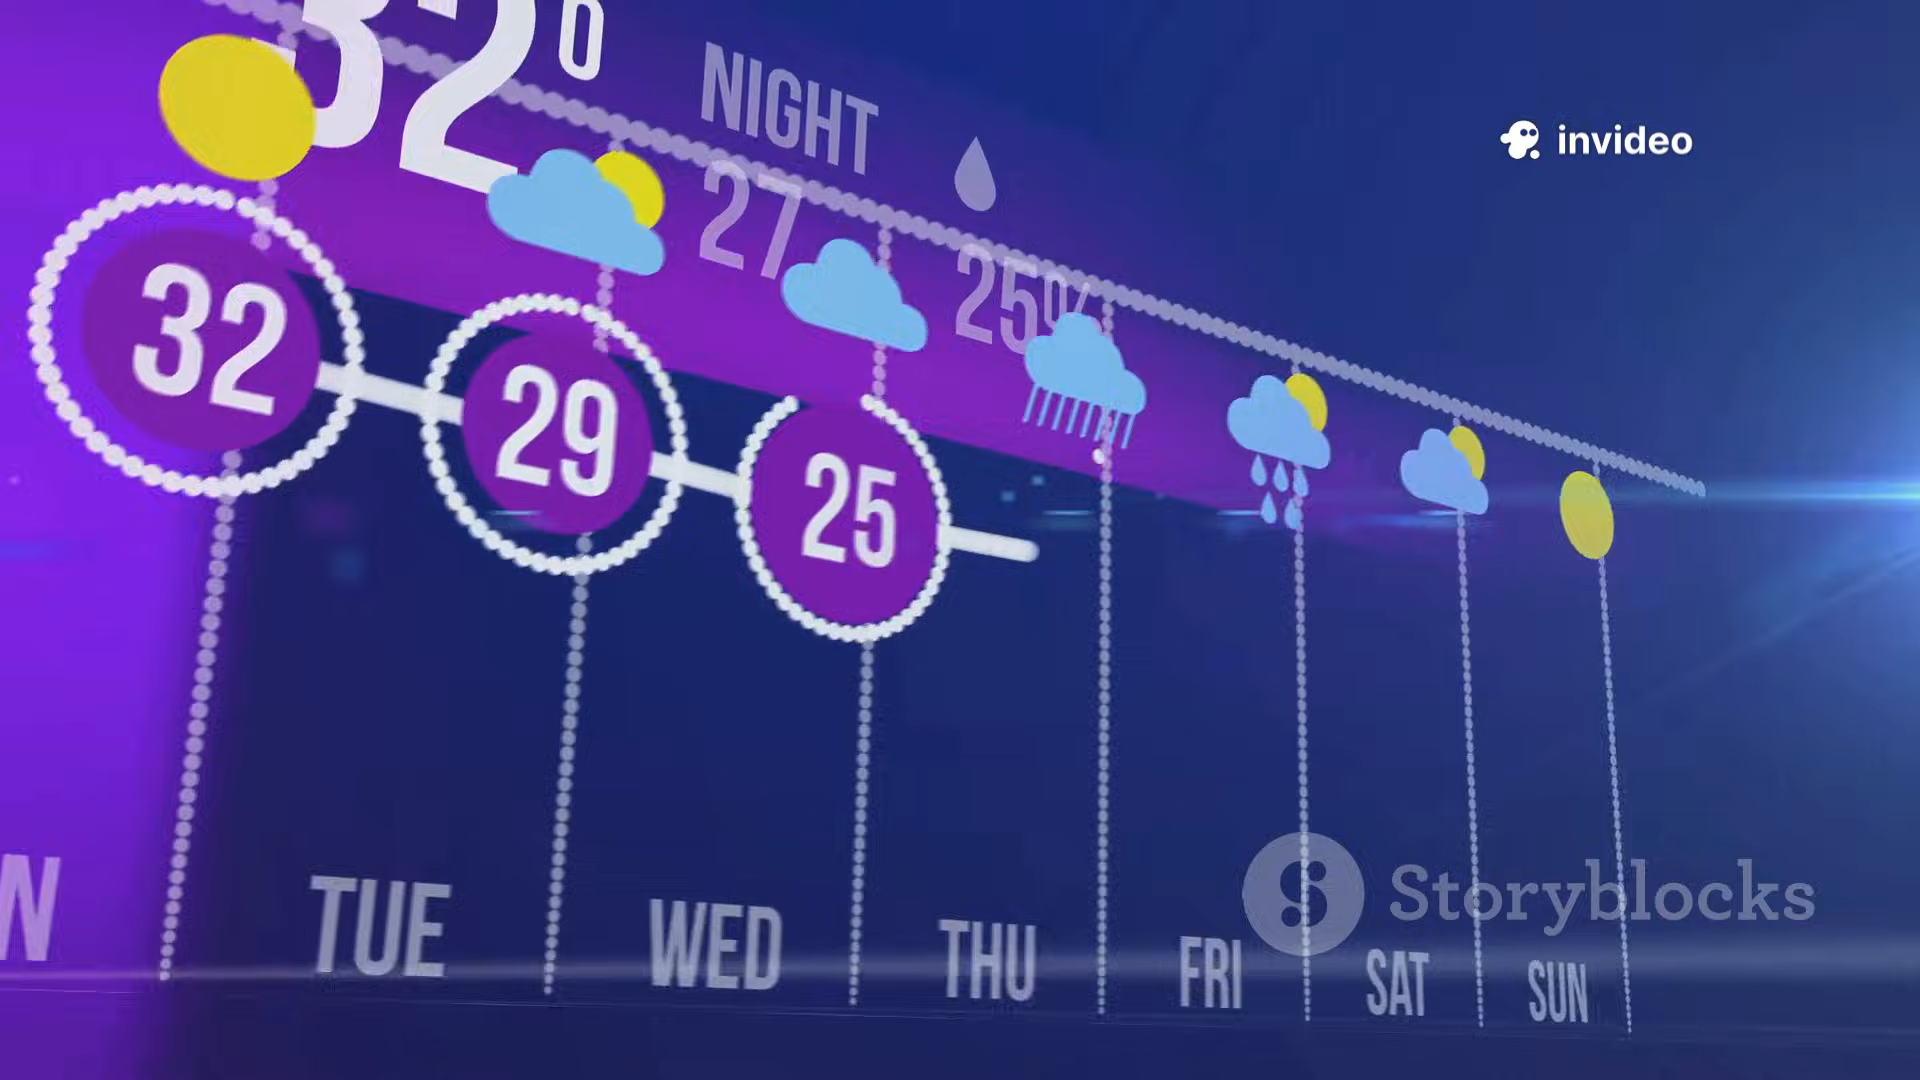 32°
NIGHT
27
25%
invideo
32
29
25
N
TUE
WED
THU
FRI
SAT
SUN
Storyblocks